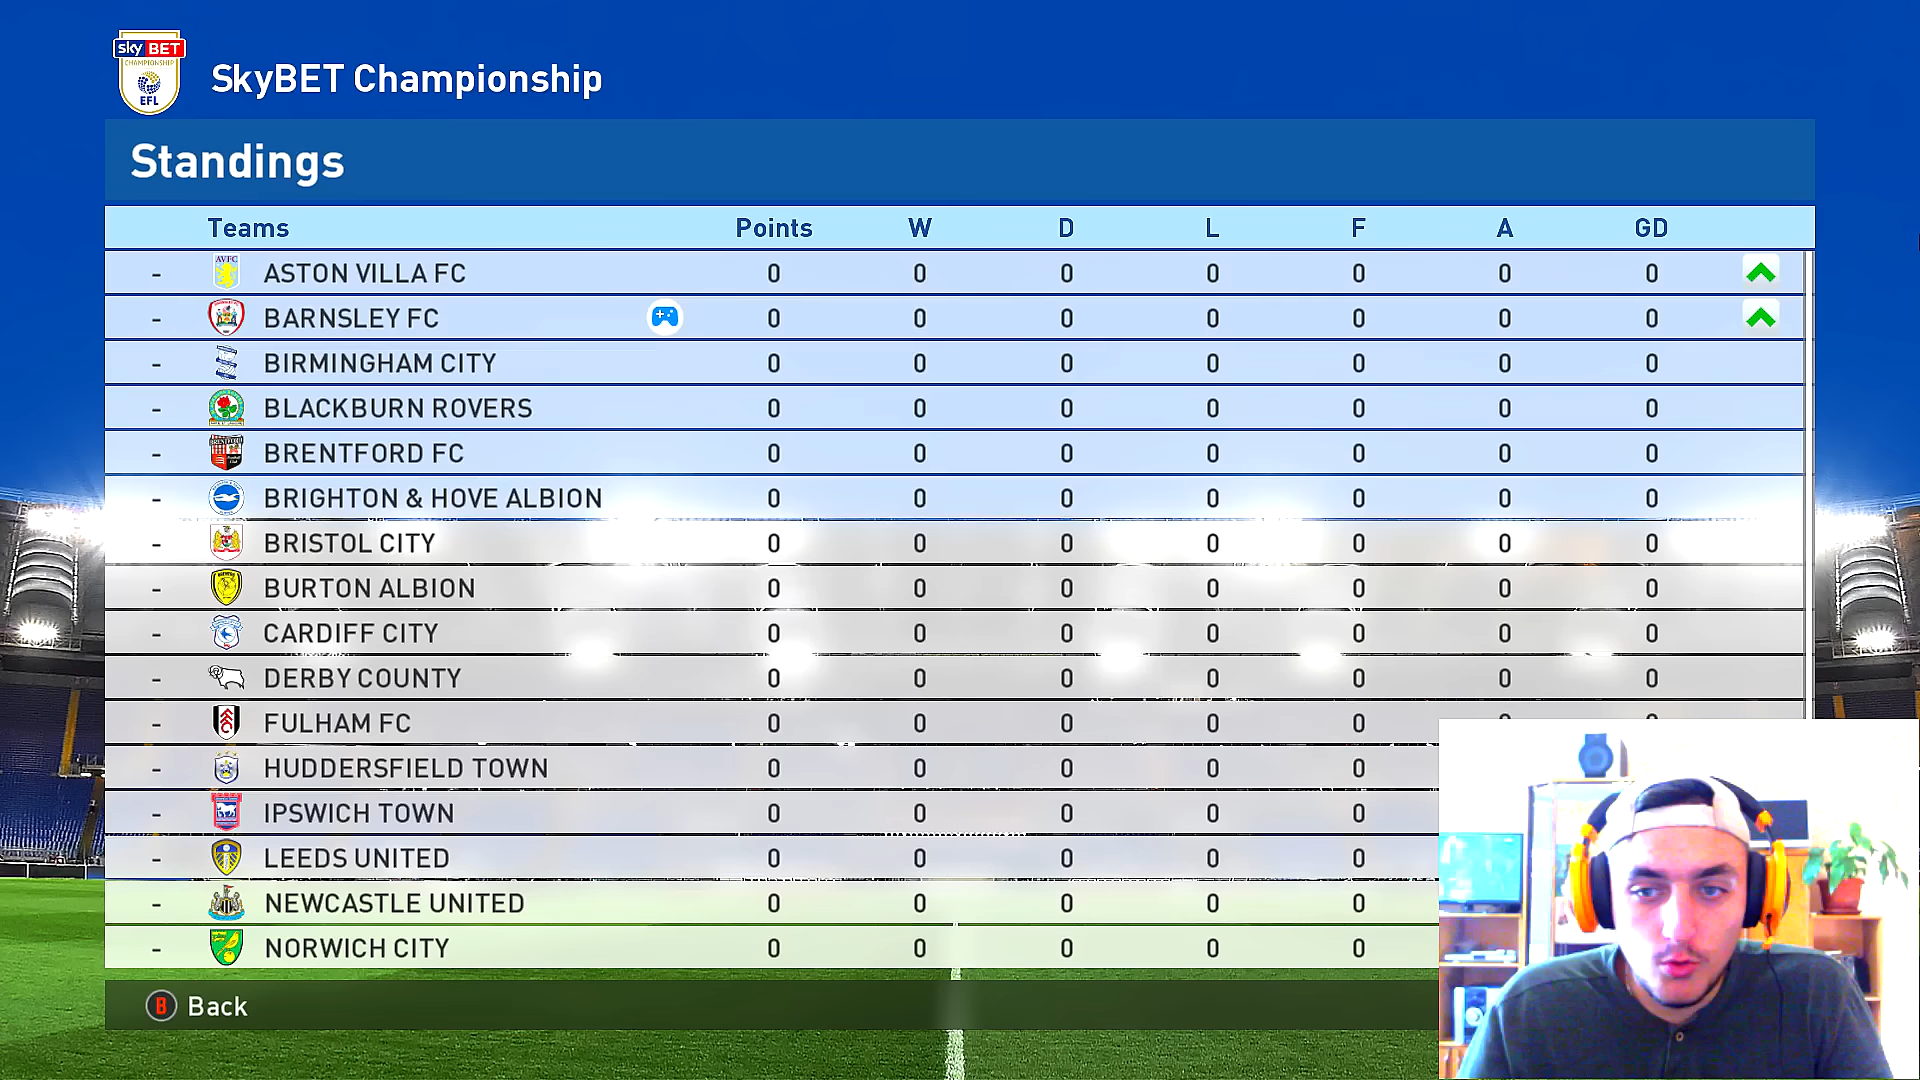 sky BET
CHAMPIONSHIP
EFL
SkyBET Championship
Standings
Teams Points W D L F A GD
- AVFC ASTON VILLA FC 0 0 0 0 0 0 0
- BARNSLEY FC 0 0 0 0 0 0 0
- BIRMINGHAM CITY 0 0 0 0 0 0 0
- BLACKBURN ROVERS 0 0 0 0 0 0 0
- BRENTFORD FC 0 0 0 0 0 0 0
- BRIGHTON & HOVE ALBION 0 0 0 0 0 0 0
- BRISTOL CITY 0 0 0 0 0 0 0
- BURTON ALBION 0 0 0 0 0 0 0
- CARDIFF CITY 0 0 0 0 0 0 0
- DERBY COUNTY 0 0 0 0 0 0 0
- FULHAM FC 0 0 0 0 0 0 0
- HUDDERSFIELD TOWN 0 0 0 0 0
- IPSWICH TOWN 0 0 0 0 0
- LEEDS UNITED 0 0 0 0 0
- NEWCASTLE UNITED 0 0 0 0 0
- NORWICH CITY 0 0 0 0 0
B Back